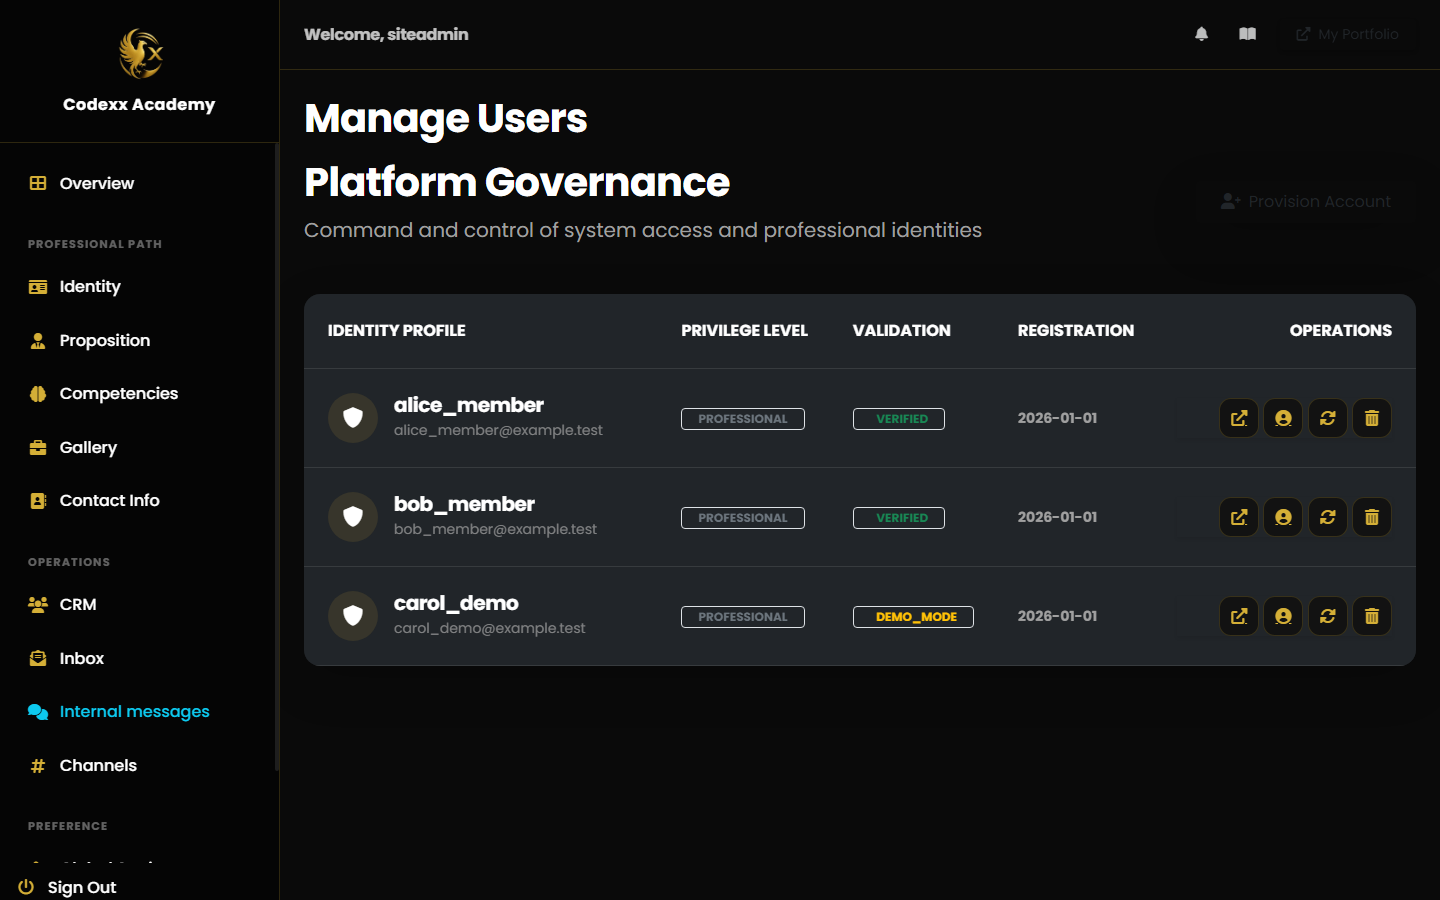 Codexx Academy
Overview
PROFESSIONAL PATH
Identity
Proposition
Competencies
Gallery
Contact Info
OPERATIONS
CRM
Inbox
Internal messages
Channels
PREFERENCE
Sign Out
Welcome, siteadmin
My Portfolio
Manage Users
Platform Governance
Command and control of system access and professional identities
Provision Account
IDENTITY PROFILE PRIVILEGE LEVEL VALIDATION REGISTRATION OPERATIONS
alice_member
alice_member@example.test
PROFESSIONAL VERIFIED 2026-01-01
bob_member
bob_member@example.test
PROFESSIONAL VERIFIED 2026-01-01
carol_demo
carol_demo@example.test
PROFESSIONAL DEMO_MODE 2026-01-01